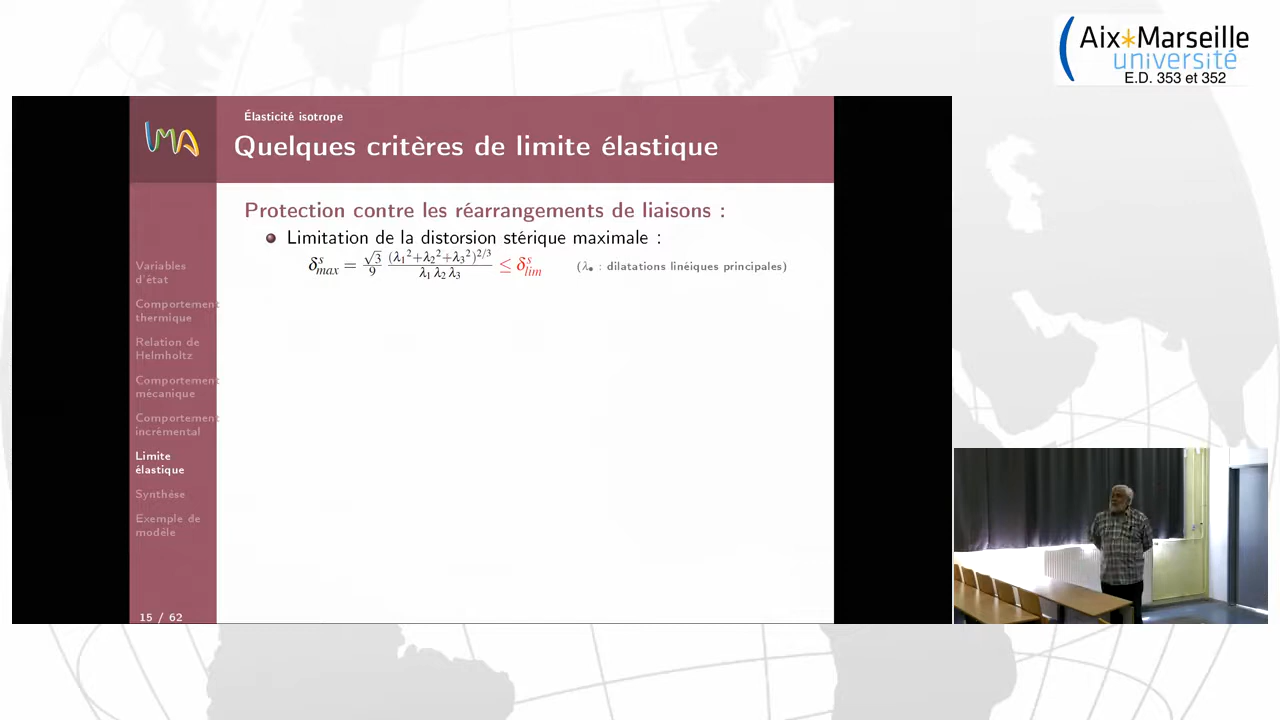 Aix*Marseille
université
E.D. 353 et 352
LMA
Élasticité isotrope
Quelques critères de limite élastique
Protection contre les réarrangements de liaisons :
Limitation de la distorsion stérique maximale :
δ^s_max = √3/9 (λ₁²+λ₂²+λ₃²)^{2/3}/(λ₁ λ₂ λ₃) ≤ δ^s_lim (λ• : dilatations linéiques principales)
Variables
d'état
Comportement
thermique
Relation de
Helmholtz
Comportement
mécanique
Comportement
incrémental
Limite
élastique
Synthèse
Exemple de
modèle
15 / 62